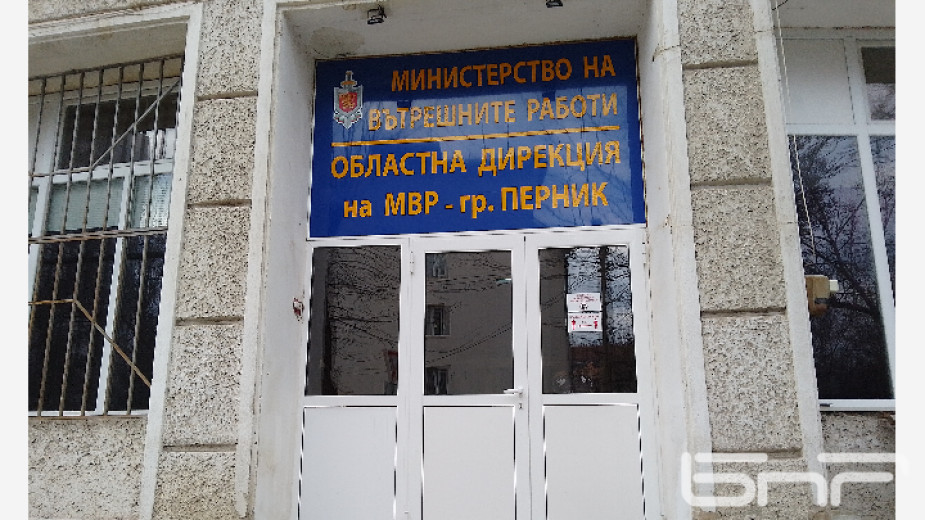 МИНИСТЕРСТВО НА
ВЪТРЕШНИТЕ РАБОТИ
ОБЛАСТНА ДИРЕКЦИЯ
на МВР - гр. ПЕРНИК
БНР